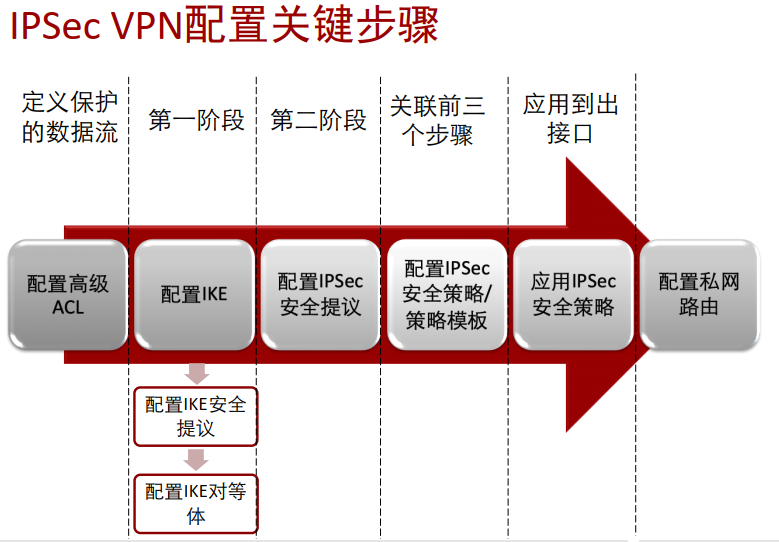 IPSec VPN配置关键步骤
定义保护
的数据流
第一阶段
第二阶段
关联前三
个步骤
应用到出
接口
配置高级
ACL
配置IKE
配置IPSec
安全提议
配置IPSec
安全策略/
策略模板
应用IPSec
安全策略
配置私网
路由
配置IKE安全
提议
配置IKE对等
体